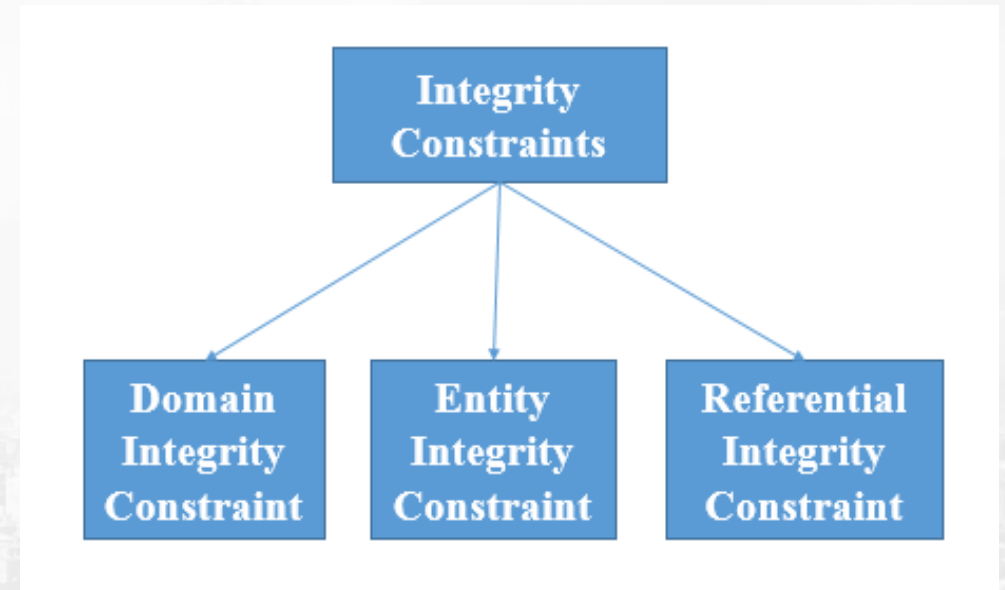 Integrity
Constraints
Domain
Integrity
Constraint
Entity
Integrity
Constraint
Referential
Integrity
Constraint